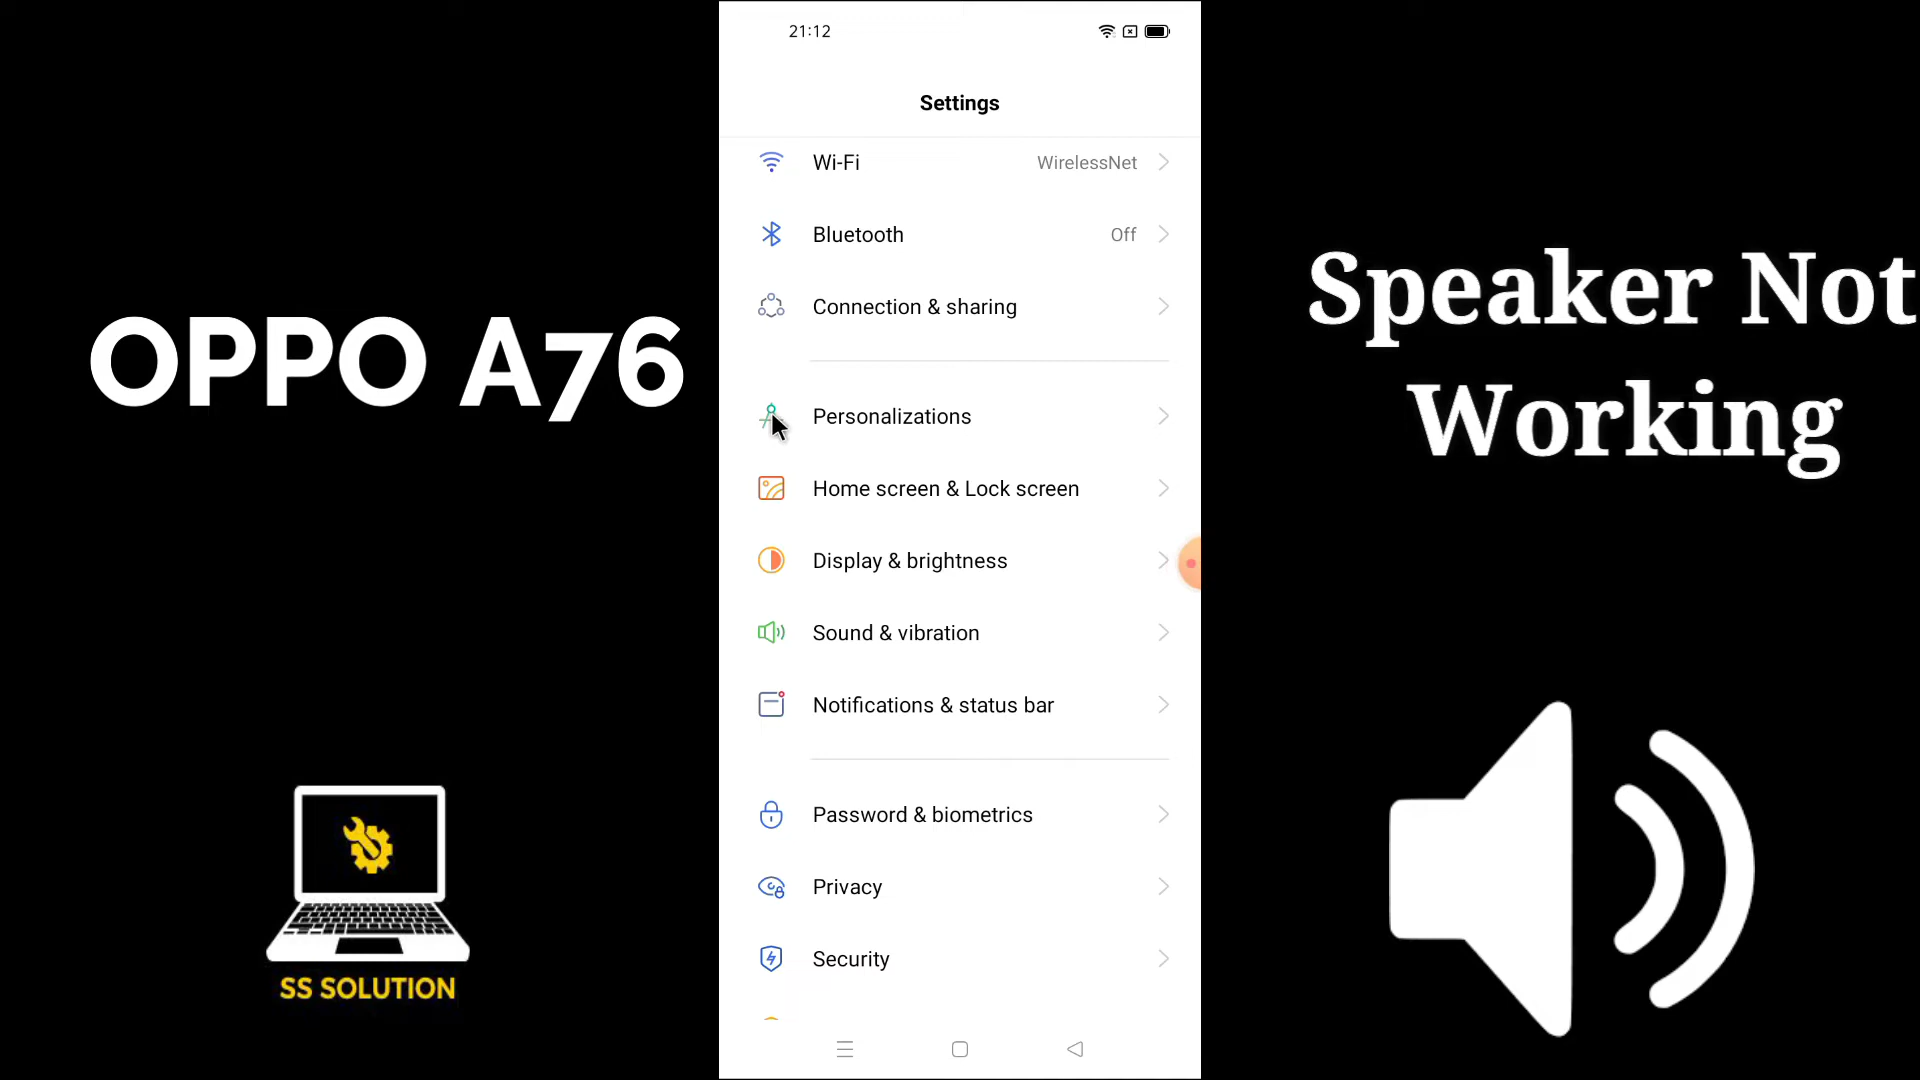 21:12
Settings
Wi-Fi WirelessNet
Bluetooth Off
Connection & sharing
Personalizations
Home screen & Lock screen
Display & brightness
Sound & vibration
Notifications & status bar
Password & biometrics
Privacy
Security
OPPO A76
SS SOLUTION
Speaker Not
Working